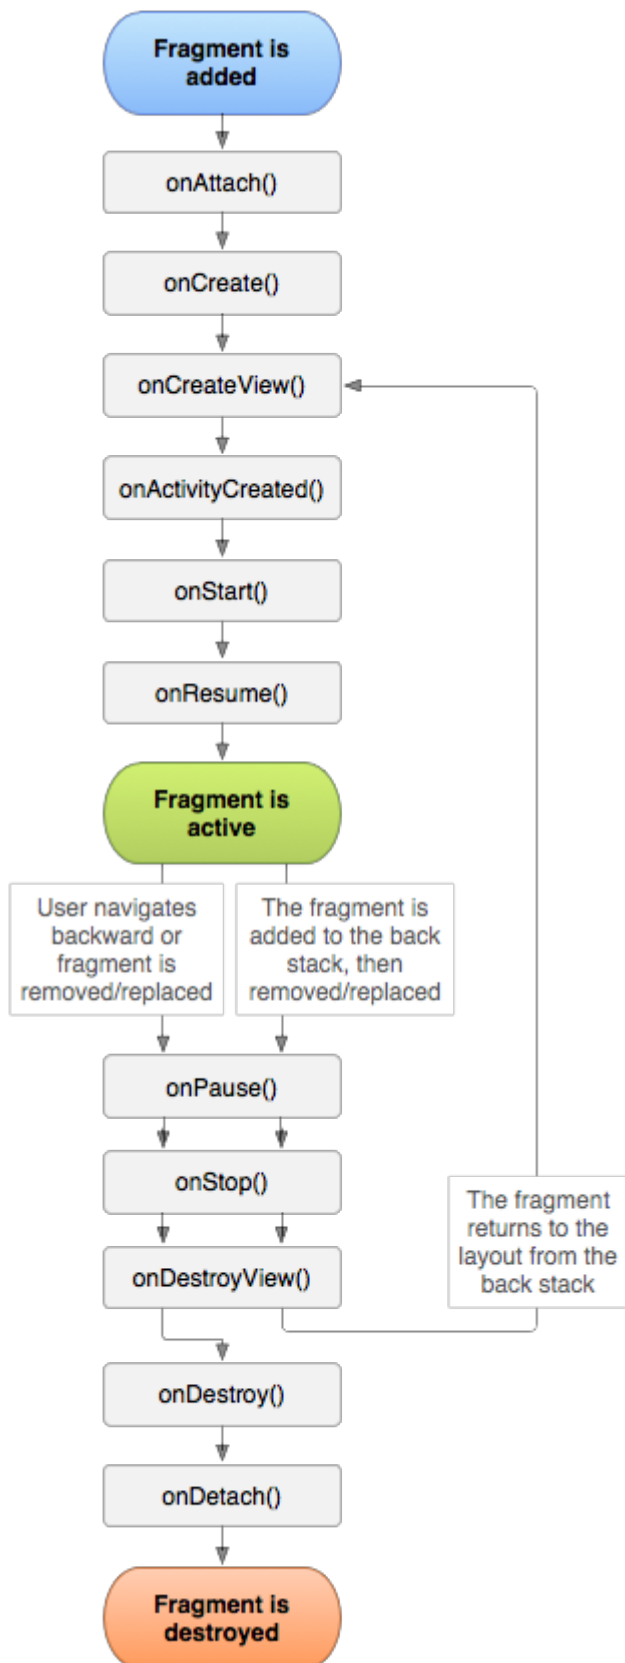 Fragment is
added
onAttach()
onCreate()
onCreateView()
onActivityCreated()
onStart()
onResume()
Fragment is
active
User navigates
backward or
fragment is
removed/replaced
The fragment is
added to the back
stack, then
removed/replaced
onPause()
onStop()
onDestroyView()
The fragment
returns to the
layout from the
back stack
onDestroy()
onDetach()
Fragment is
destroyed